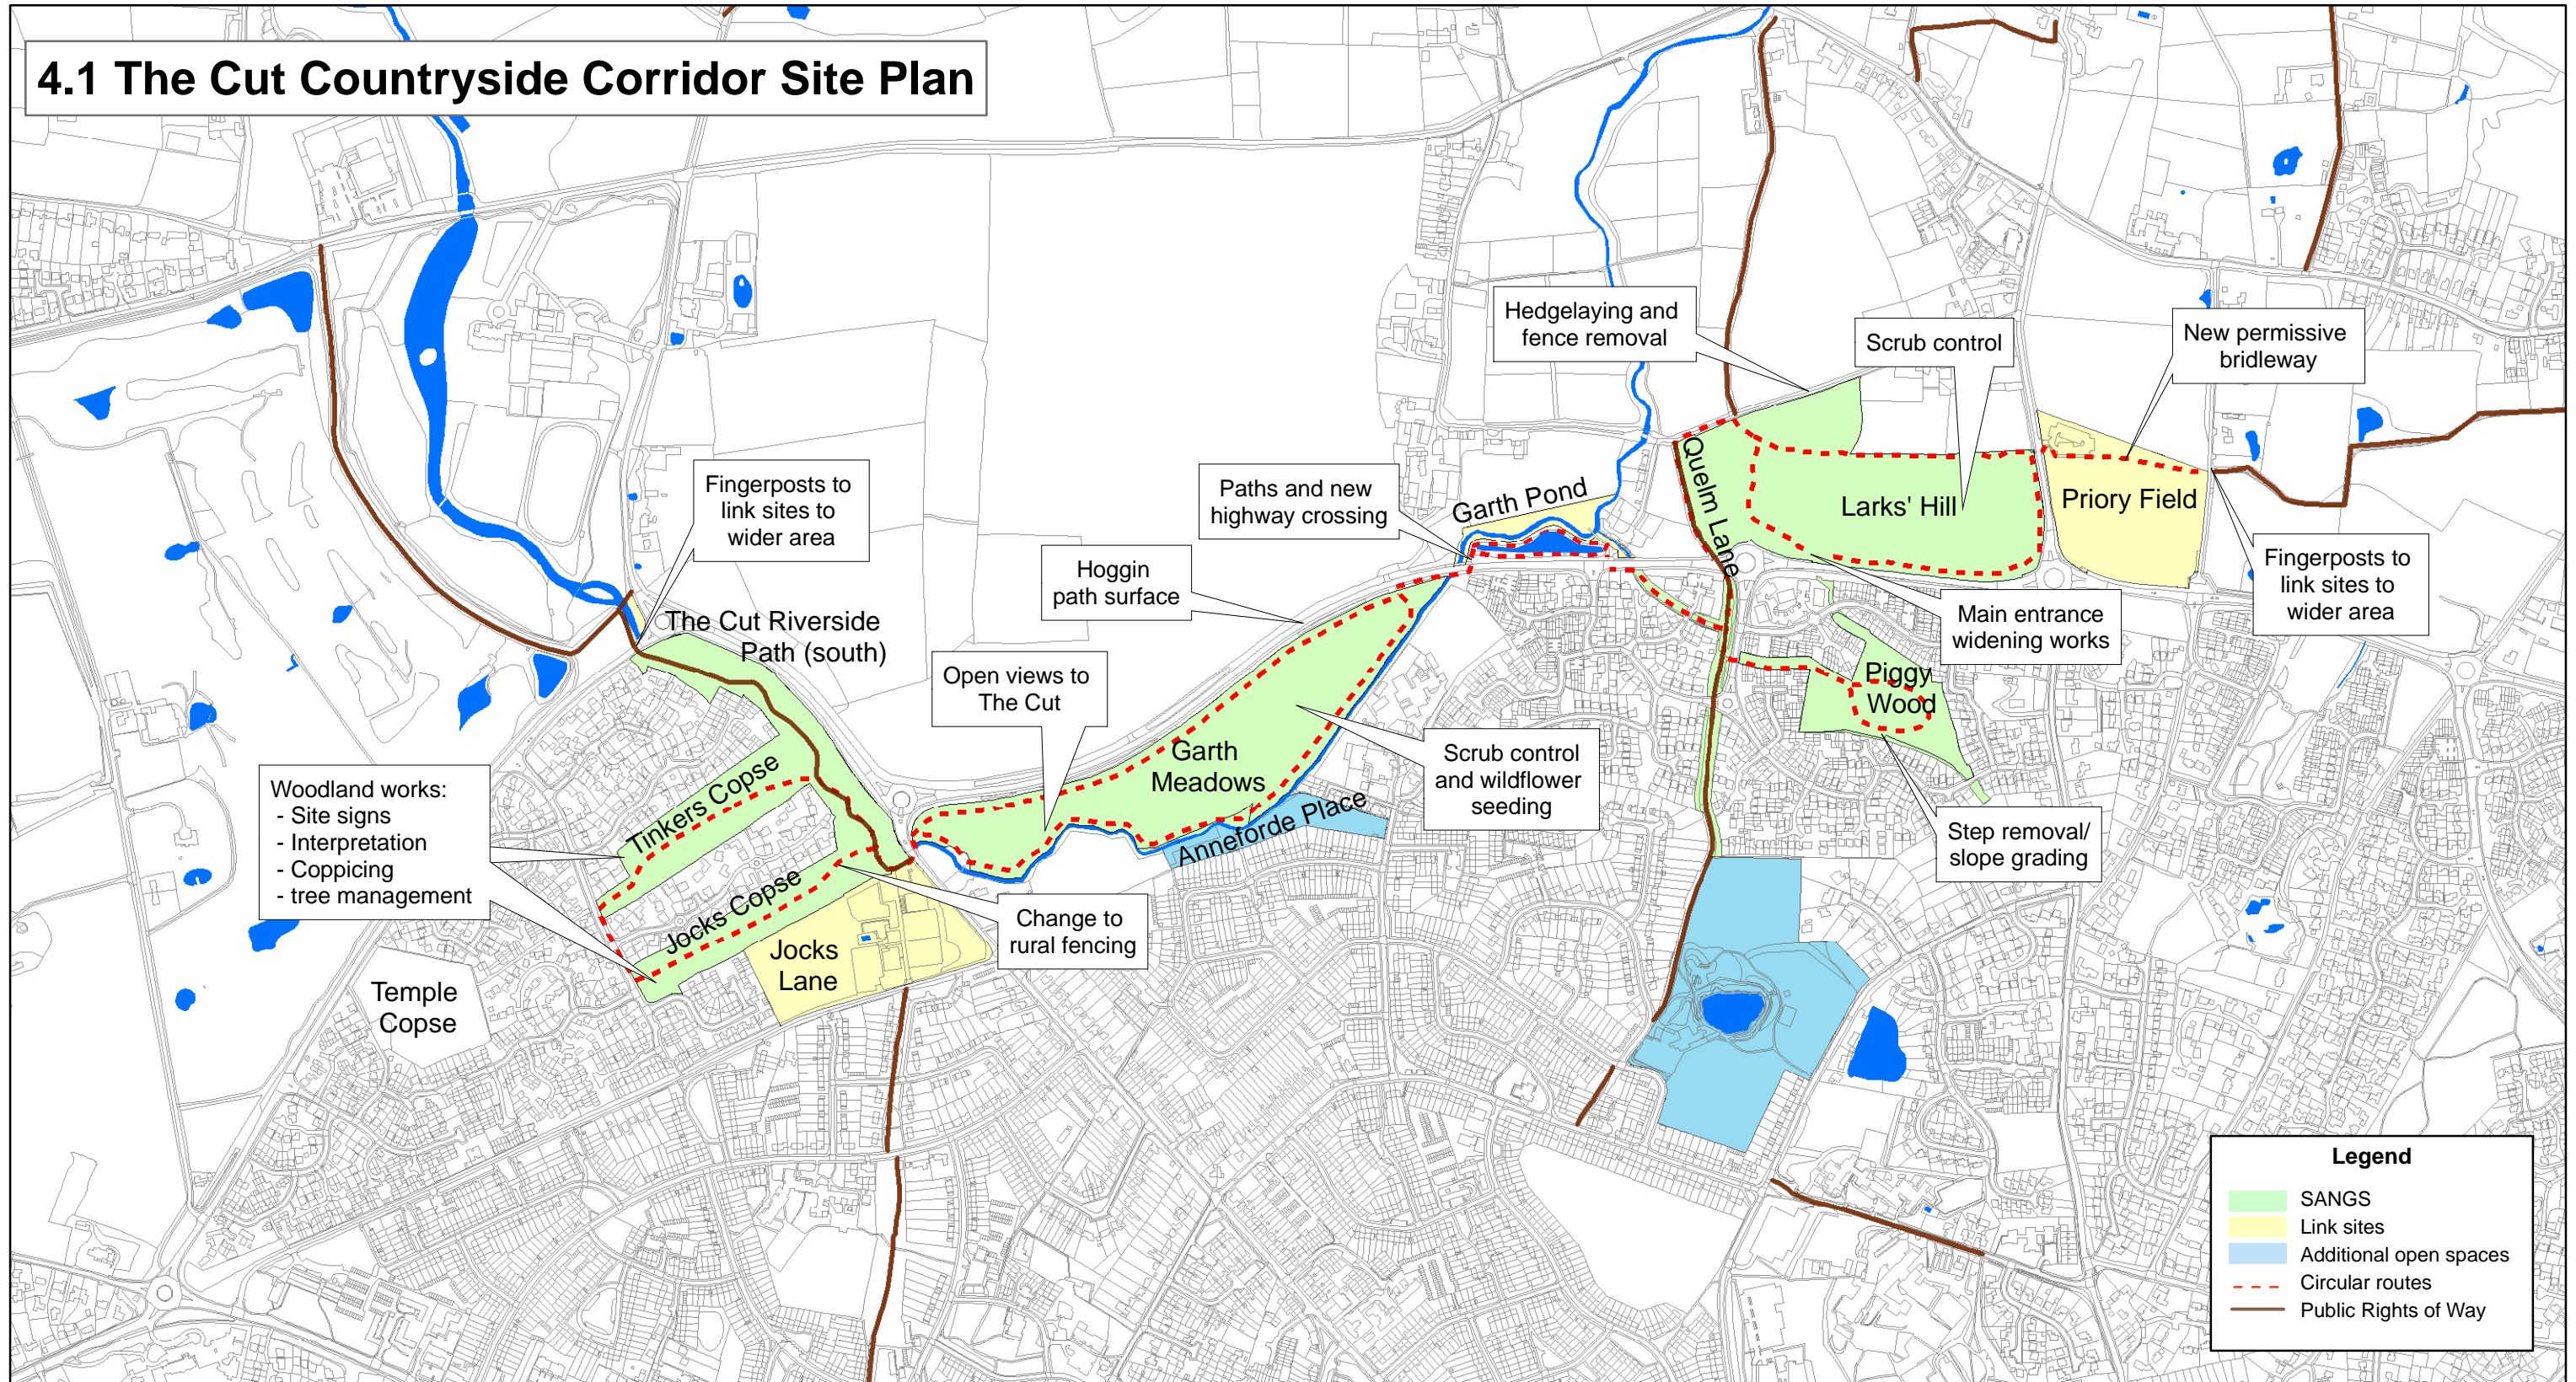 4.1 The Cut Countryside Corridor Site Plan
Hedgelaying and
fence removal
Scrub control
New permissive
bridleway
Fingerposts to
link sites to
wider area
Paths and new
highway crossing
Garth Pond
Quelm Lane
Larks' Hill
Priory Field
Hoggin
path surface
Fingerposts to
link sites to
wider area
Main entrance
widening works
The Cut Riverside
Path (south)
Open views to
The Cut
Piggy
Wood
Garth
Meadows
Scrub control
and wildflower
seeding
Woodland works:
- Site signs
- Interpretation
- Coppicing
- tree management
Tinkers Copse
Anneforde Place
Step removal/
slope grading
Jocks Copse
Change to
rural fencing
Jocks
Lane
Temple
Copse
Legend
SANGS
Link sites
Additional open spaces
Circular routes
Public Rights of Way